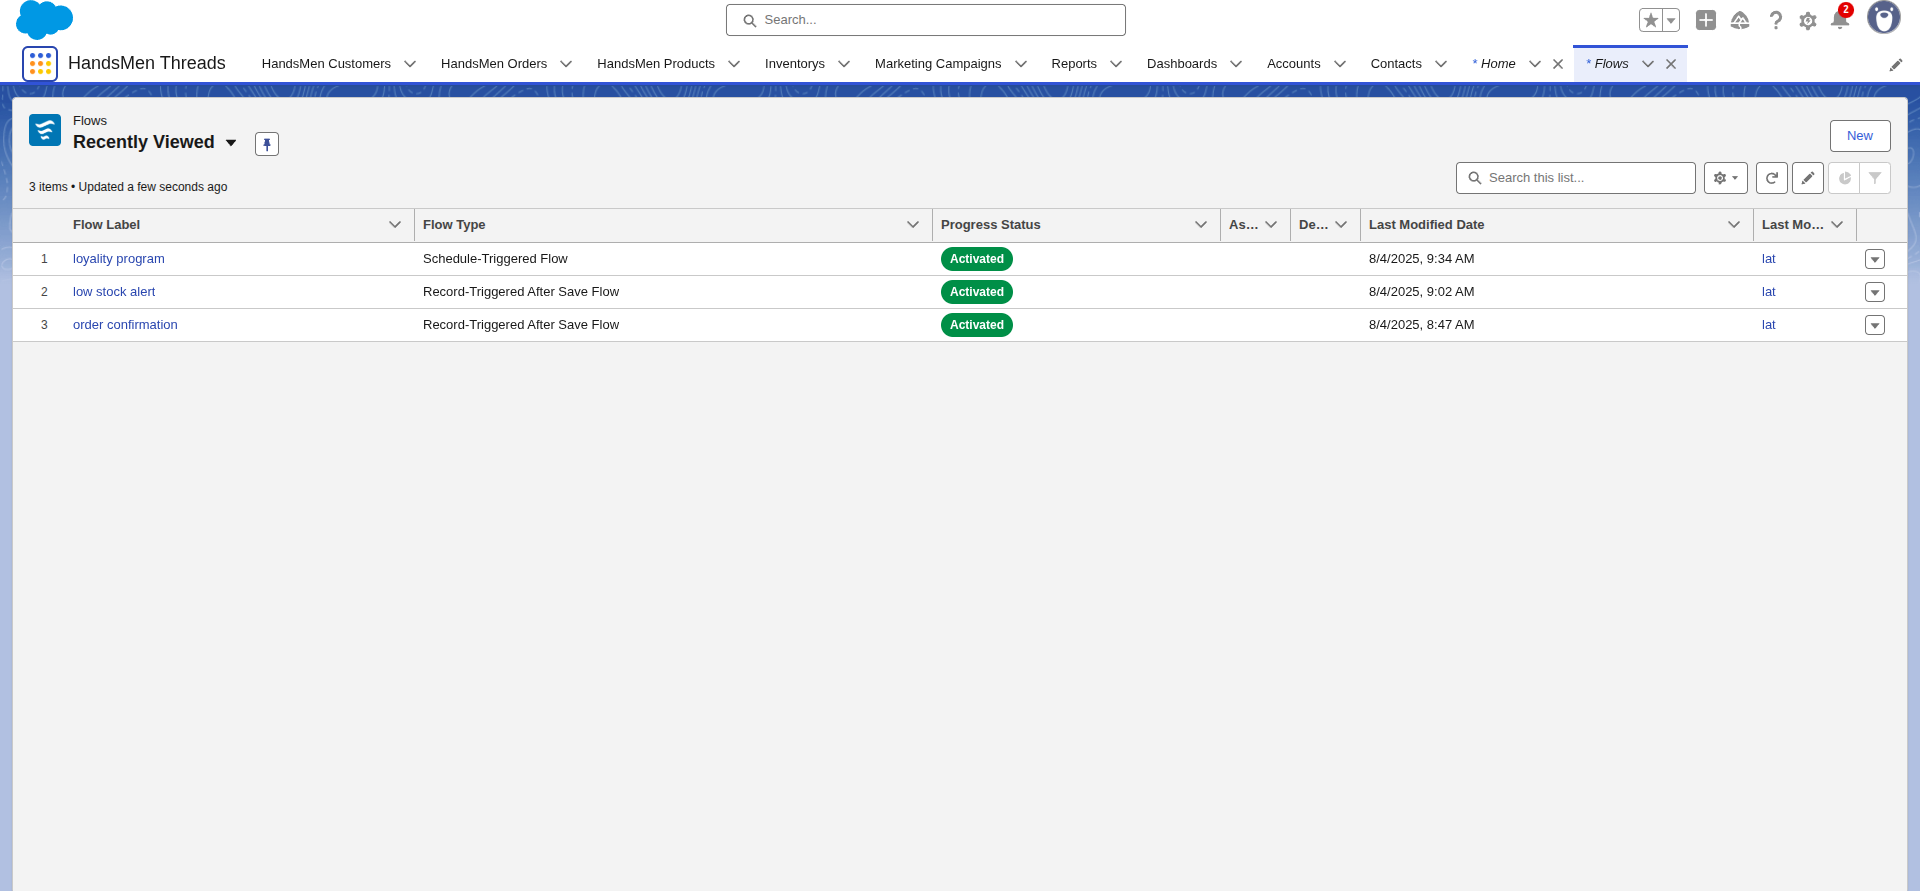 Search...
2
HandsMen Threads
HandsMen Customers
HandsMen Orders
HandsMen Products
Inventorys
Marketing Campaigns
Reports
Dashboards
Accounts
Contacts
* Home
* Flows
Flows
Recently Viewed
New
3 items • Updated a few seconds ago
Search this list...
Flow Label Flow Type Progress Status As... De... Last Modified Date Last Mo...
1 loyality program Schedule-Triggered Flow Activated 8/4/2025, 9:34 AM lat
2 low stock alert Record-Triggered After Save Flow Activated 8/4/2025, 9:02 AM lat
3 order confirmation Record-Triggered After Save Flow Activated 8/4/2025, 8:47 AM lat